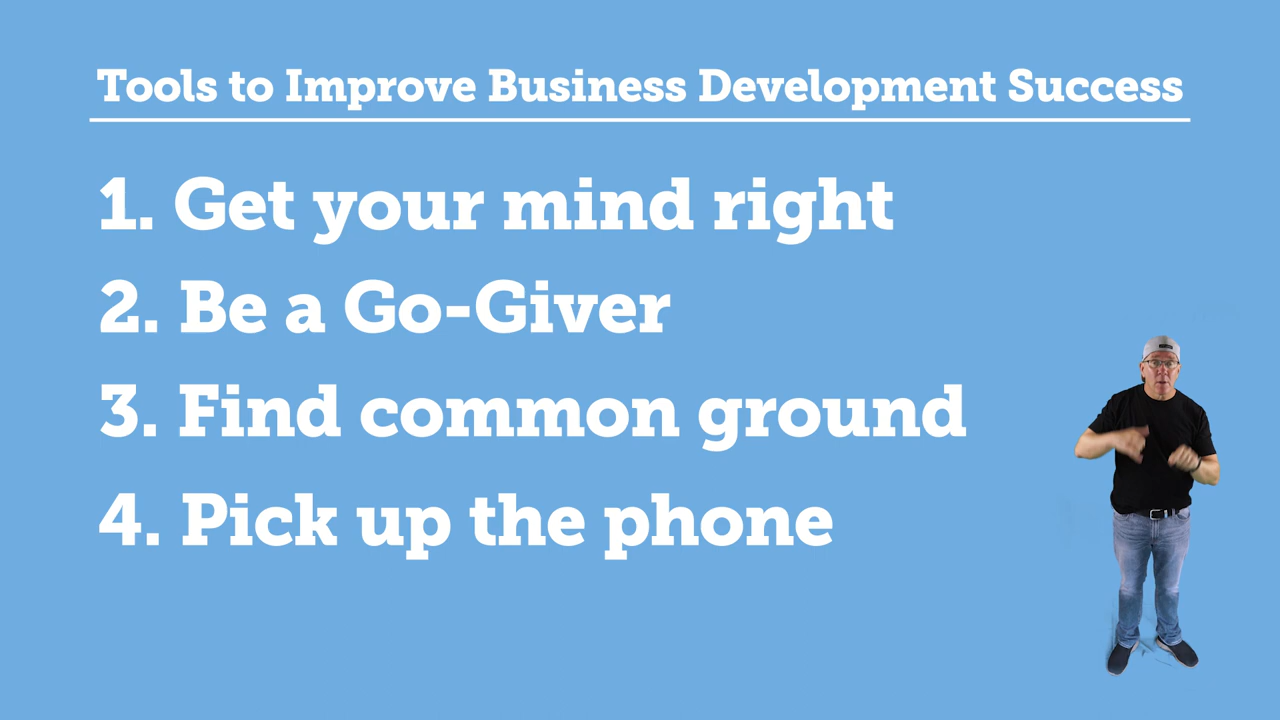 Tools to Improve Business Development Success
1. Get your mind right
2. Be a Go-Giver
3. Find common ground
4. Pick up the phone